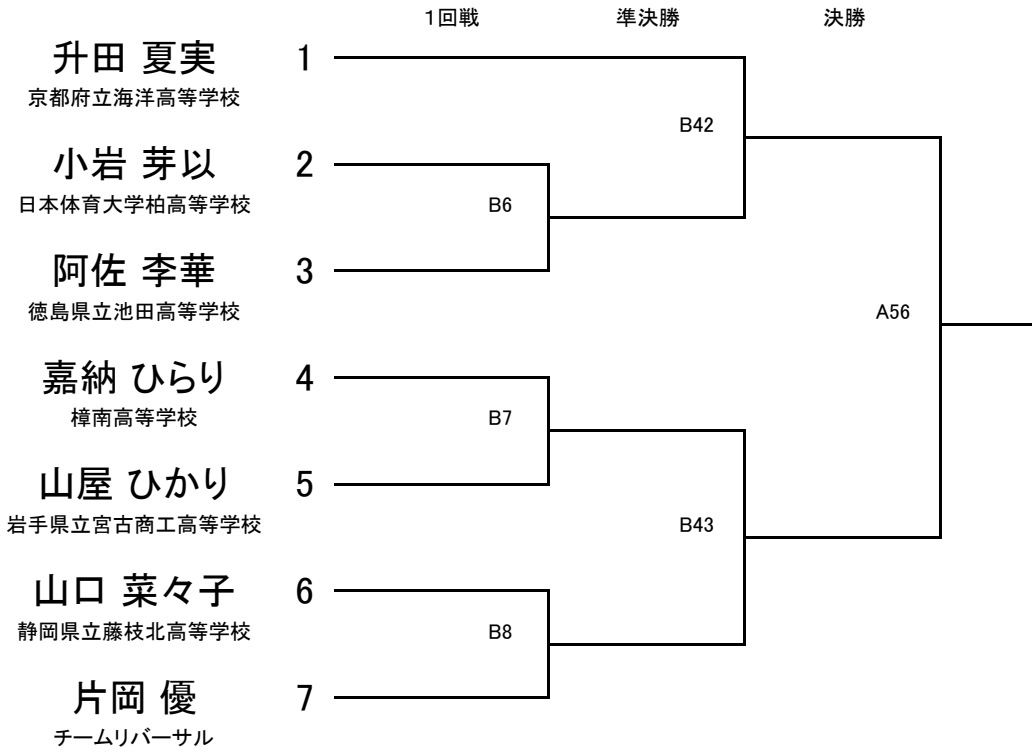 1回戦 準決勝 決勝
升田 夏実 1
京都府立海洋高等学校
B42
小岩 芽以 2
日本体育大学柏高等学校
B6
阿佐 李華 3
徳島県立池田高等学校
A56
嘉納 ひらり 4
樟南高等学校
B7
山屋 ひかり 5
岩手県立宮古商工高等学校
B43
山口 菜々子 6
静岡県立藤枝北高等学校
B8
片岡 優 7
チームリバーサル